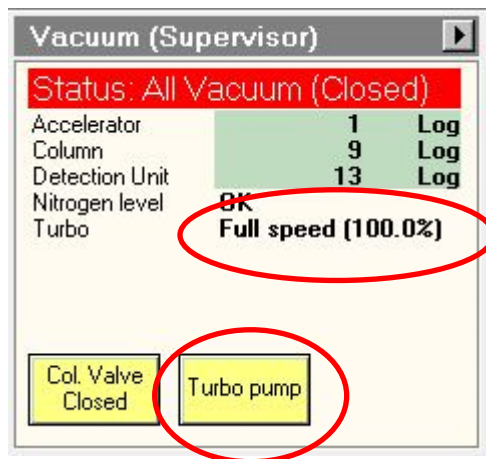 Vacuum (Supervisor)
Status: All Vacuum (Closed)
Accelerator 1 Log
Column 9 Log
Detection Unit 13 Log
Nitrogen level OK
Turbo Full speed (100.0%)
Col. Valve
Closed
Turbo pump